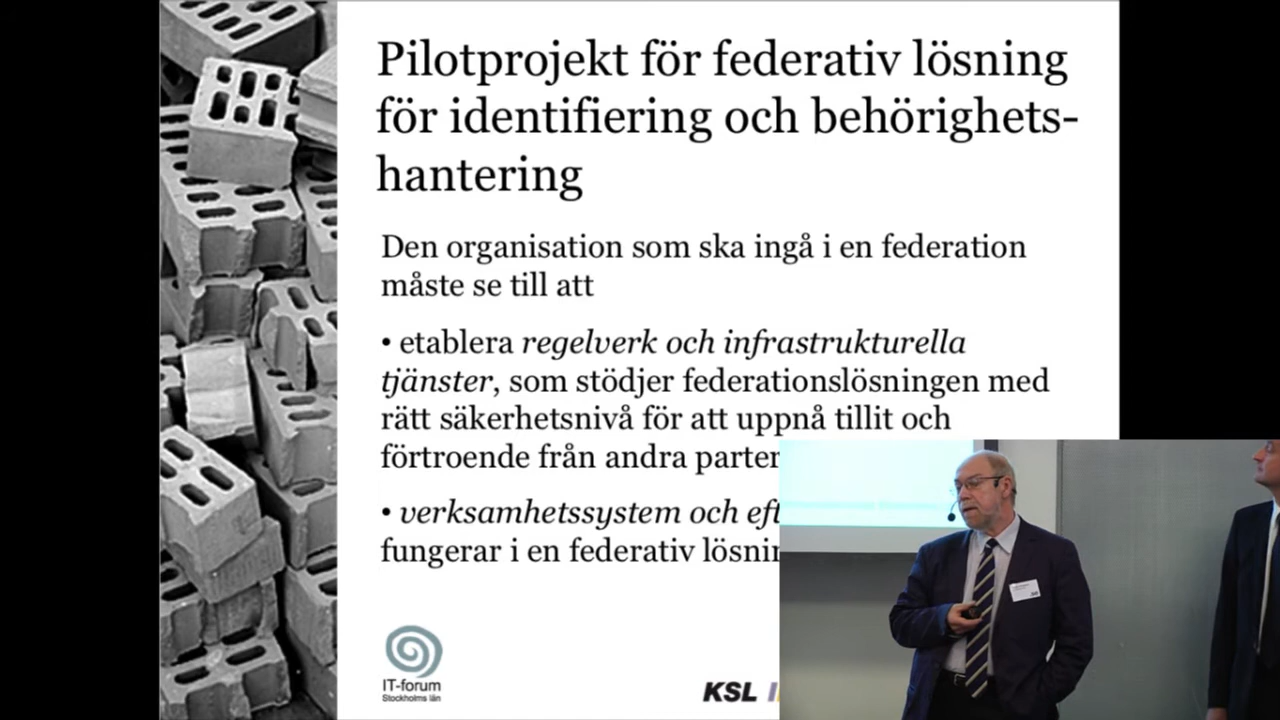 Pilotprojekt för federativ lösning
för identifiering och behörighets-
hantering
Den organisation som ska ingå i en federation
måste se till att
• etablera regelverk och infrastrukturella
tjänster, som stödjer federationslösningen med
rätt säkerhetsnivå för att uppnå tillit och
förtroende från andra parter
• verksamhetssystem och
fungerar i en federativ
IT-forum
Stockholms län
KSL